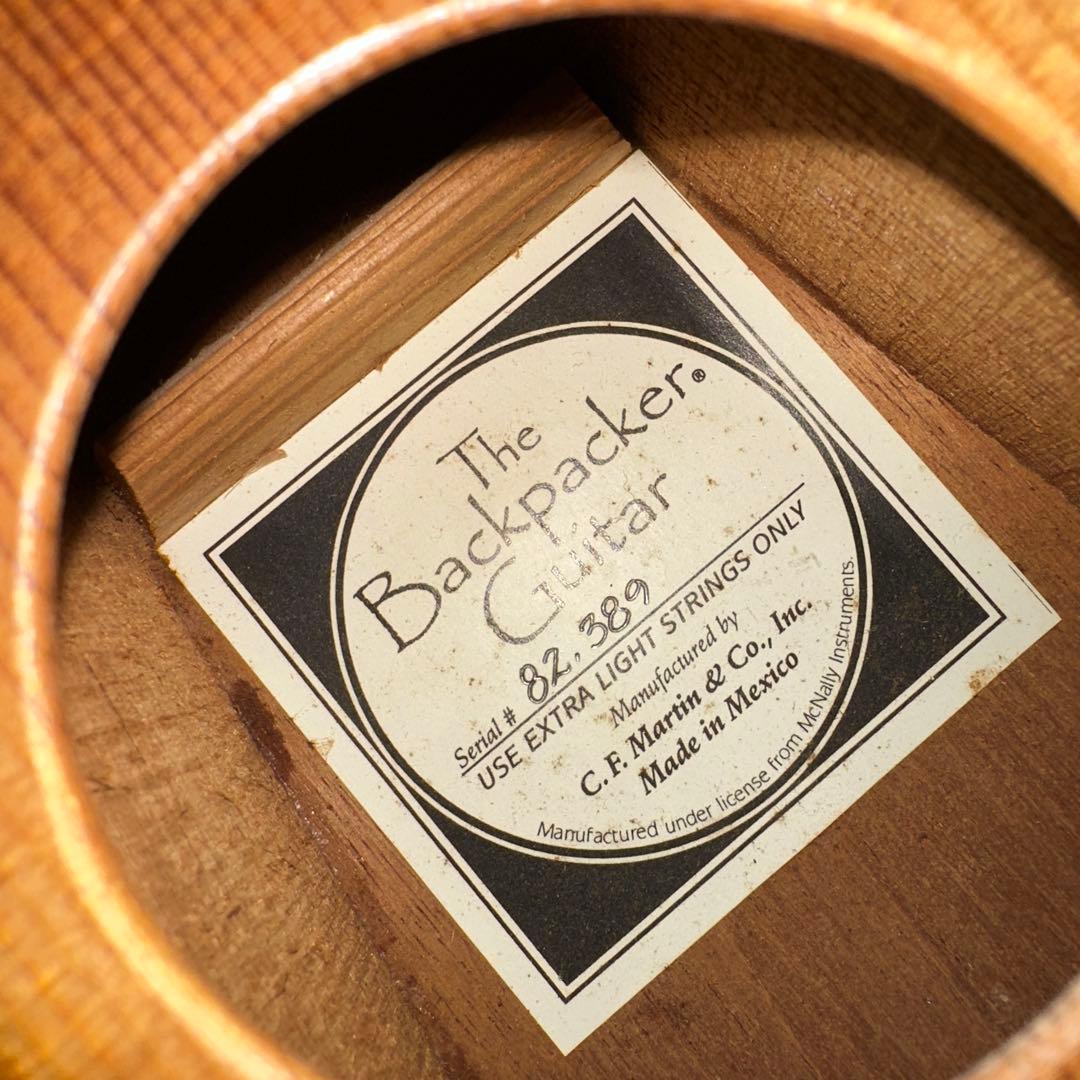 The
Backpacker®
Guitar
Serial # 82,389
USE EXTRA LIGHT STRINGS ONLY
Manufactured by
C. F. Martin & Co., Inc.
Made in Mexico
Manufactured under license from McNally Instruments.